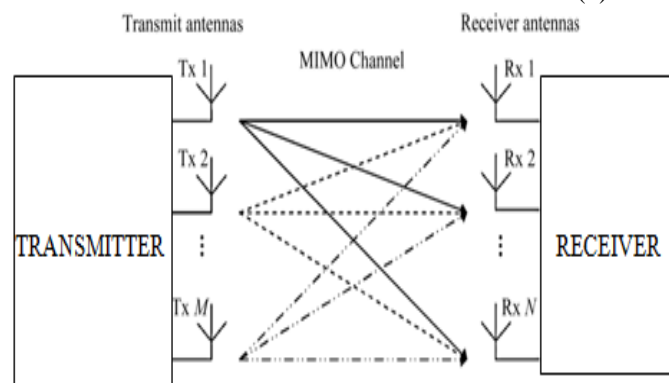 Transmit antennas
Receiver antennas
MIMO Channel
Tx 1
Rx 1
Tx 2
Rx 2
TRANSMITTER
⋮
⋮
RECEIVER
Tx M
Rx N